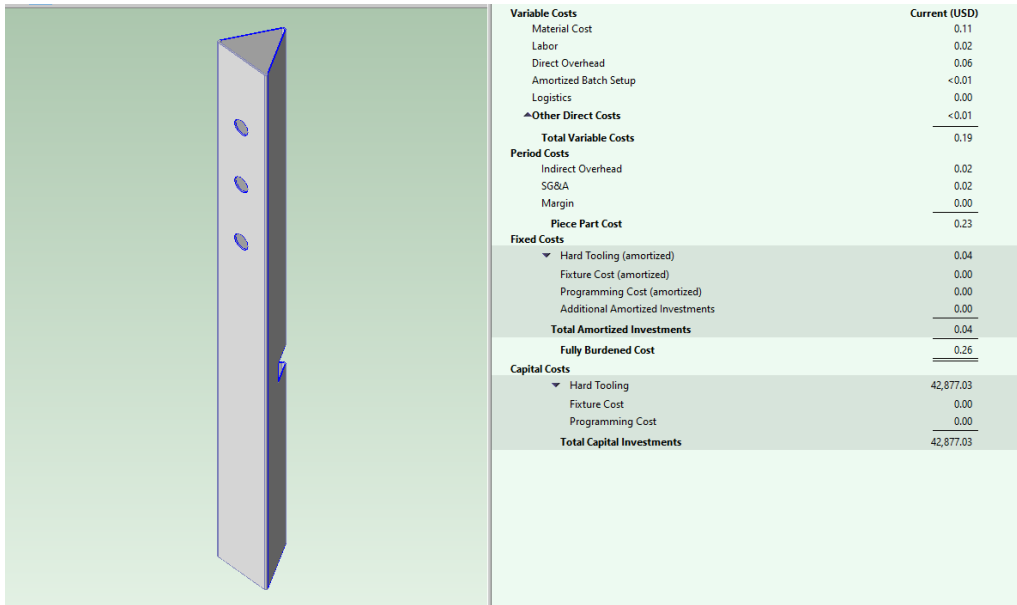 Variable Costs Current (USD)
Material Cost 0.11
Labor 0.02
Direct Overhead 0.06
Amortized Batch Setup <0.01
Logistics 0.00
Other Direct Costs <0.01
Total Variable Costs 0.19
Period Costs
Indirect Overhead 0.02
SG&A 0.02
Margin 0.00
Piece Part Cost 0.23
Fixed Costs
Hard Tooling (amortized) 0.04
Fixture Cost (amortized) 0.00
Programming Cost (amortized) 0.00
Additional Amortized Investments 0.00
Total Amortized Investments 0.04
Fully Burdened Cost 0.26
Capital Costs
Hard Tooling 42,877.03
Fixture Cost 0.00
Programming Cost 0.00
Total Capital Investments 42,877.03